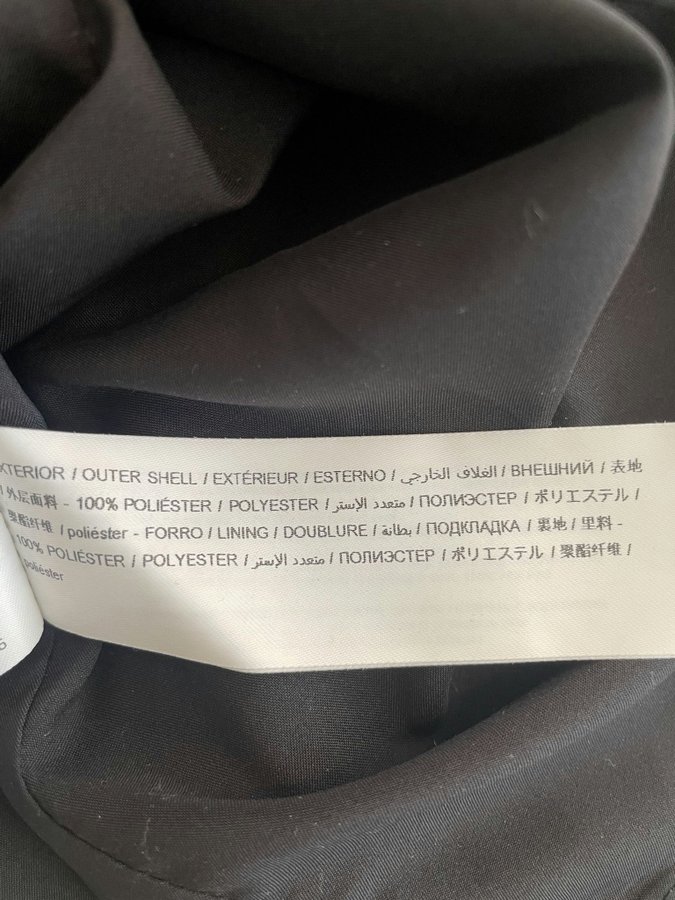 XTERIOR / OUTER SHELL / EXTÉRIEUR / ESTERNO / الغلاف الخارجي / ВНЕШНИЙ / 表地
/ 外层面料 - 100% POLIÉSTER / POLYESTER / متعدد الإستر / ПОЛИЭСТЕР / ポリエステル /
聚酯纤维 / poliéster - FORRO / LINING / DOUBLURE / بطانة / ПОДКЛАДКА / 裏地 / 里料 -
100% POLIÉSTER / POLYESTER / متعدد الإستر / ПОЛИЭСТЕР / ポリエステル / 聚酯纤维 /
poliéster